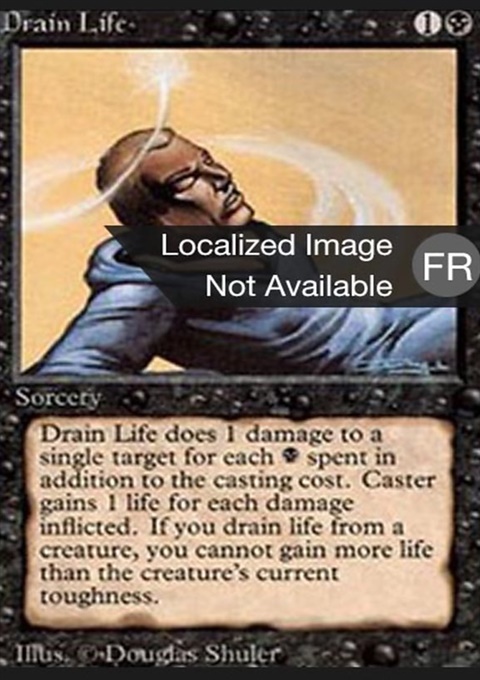 Drain Life
1
Localized Image
Not Available
FR
Sorcery
Drain Life does 1 damage to a
single target for each spent in
addition to the casting cost. Caster
gains 1 life for each damage
inflicted. If you drain life from a
creature, you cannot gain more life
than the creature's current
toughness.
Illus. © Douglas Shuler